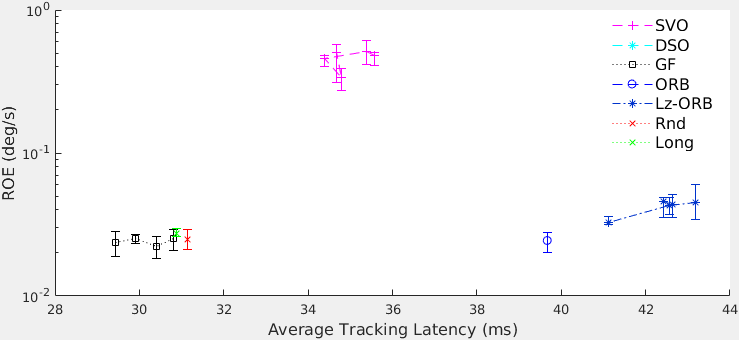 10^0
10^-1
10^-2
ROE (deg/s)
SVO
DSO
GF
ORB
Lz-ORB
Rnd
Long
28 30 32 34 36 38 40 42 44
Average Tracking Latency (ms)